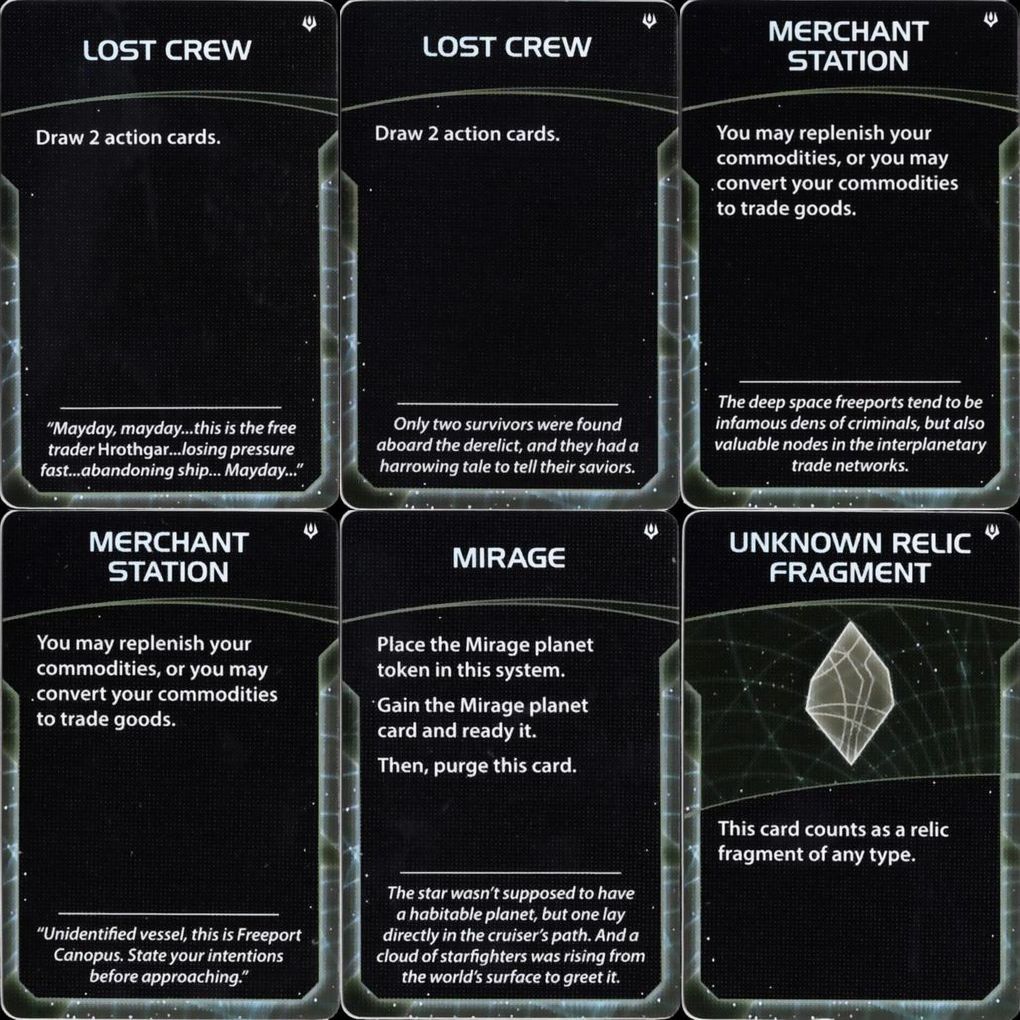 LOST CREW
Draw 2 action cards.
"Mayday, mayday...this is the free
trader Hrothgar...losing pressure
fast...abandoning ship... Mayday..."
LOST CREW
Draw 2 action cards.
Only two survivors were found
aboard the derelict, and they had a
harrowing tale to tell their saviors.
MERCHANT
STATION
You may replenish your
commodities, or you may
convert your commodities
to trade goods.
The deep space freeports tend to be
infamous dens of criminals, but also
valuable nodes in the interplanetary
trade networks.
MERCHANT
STATION
You may replenish your
commodities, or you may
convert your commodities
to trade goods.
"Unidentified vessel, this is Freeport
Canopus. State your intentions
before approaching."
MIRAGE
Place the Mirage planet
token in this system.
Gain the Mirage planet
card and ready it.
Then, purge this card.
The star wasn't supposed to have
a habitable planet, but one lay
directly in the cruiser's path. And a
cloud of starfighters was rising from
the world's surface to greet it.
UNKNOWN RELIC
FRAGMENT
This card counts as a relic
fragment of any type.